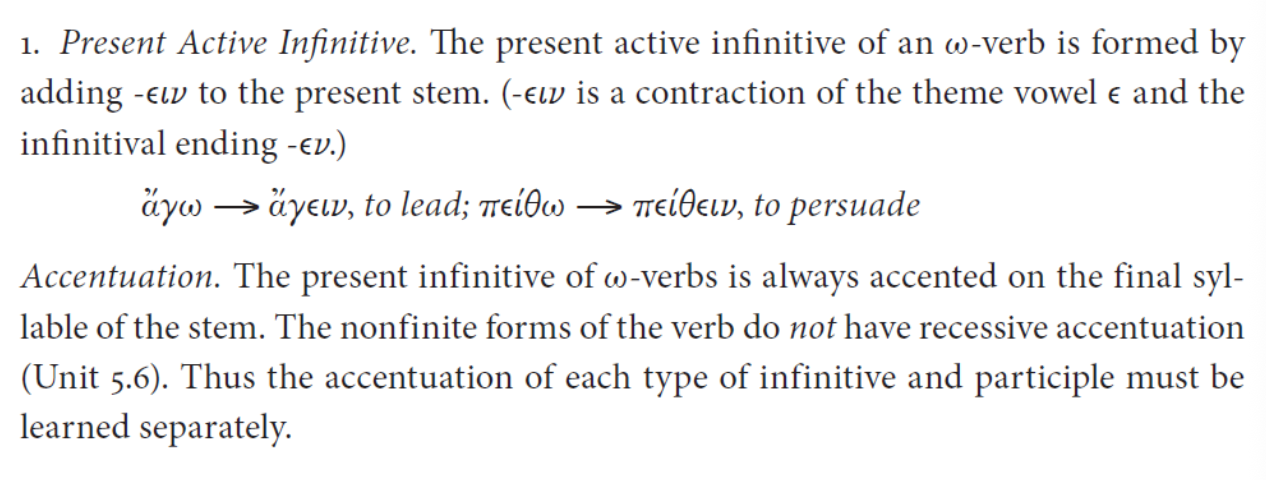 1. Present Active Infinitive. The present active infinitive of an ω-verb is formed by
adding -ειν to the present stem. (-ειν is a contraction of the theme vowel ε and the
infinitival ending -εν.)
ἄγω → ἄγειν, to lead; πείθω → πείθειν, to persuade
Accentuation. The present infinitive of ω-verbs is always accented on the final syl-
lable of the stem. The nonfinite forms of the verb do not have recessive accentuation
(Unit 5.6). Thus the accentuation of each type of infinitive and participle must be
learned separately.